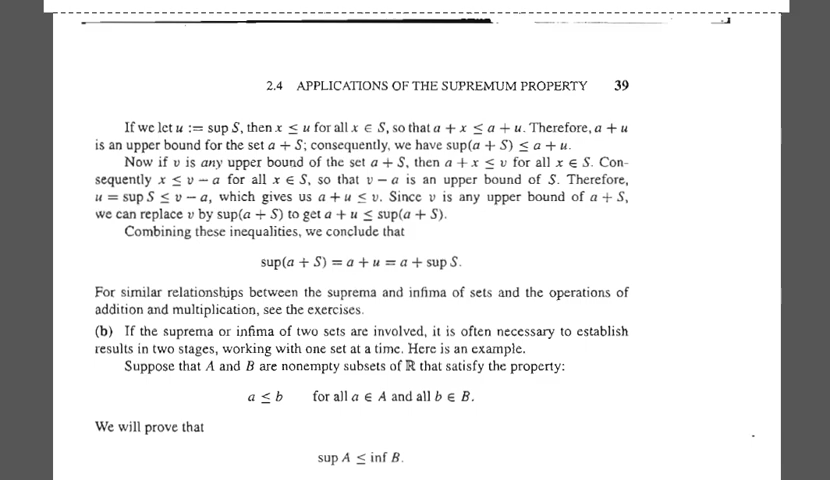 2.4 APPLICATIONS OF THE SUPREMUM PROPERTY 39
If we let u := sup S, then x ≤ u for all x ∈ S, so that a + x ≤ a + u. Therefore, a + u
is an upper bound for the set a + S; consequently, we have sup(a + S) ≤ a + u.
Now if v is any upper bound of the set a + S, then a + x ≤ v for all x ∈ S. Con-
sequently x ≤ v − a for all x ∈ S, so that v − a is an upper bound of S. Therefore,
u = sup S ≤ v − a, which gives us a + u ≤ v. Since v is any upper bound of a + S,
we can replace v by sup(a + S) to get a + u ≤ sup(a + S).
Combining these inequalities, we conclude that
sup(a + S) = a + u = a + sup S.
For similar relationships between the suprema and infima of sets and the operations of
addition and multiplication, see the exercises.
(b) If the suprema or infima of two sets are involved, it is often necessary to establish
results in two stages, working with one set at a time. Here is an example.
Suppose that A and B are nonempty subsets of ℝ that satisfy the property:
a ≤ b for all a ∈ A and all b ∈ B.
We will prove that
sup A ≤ inf B.